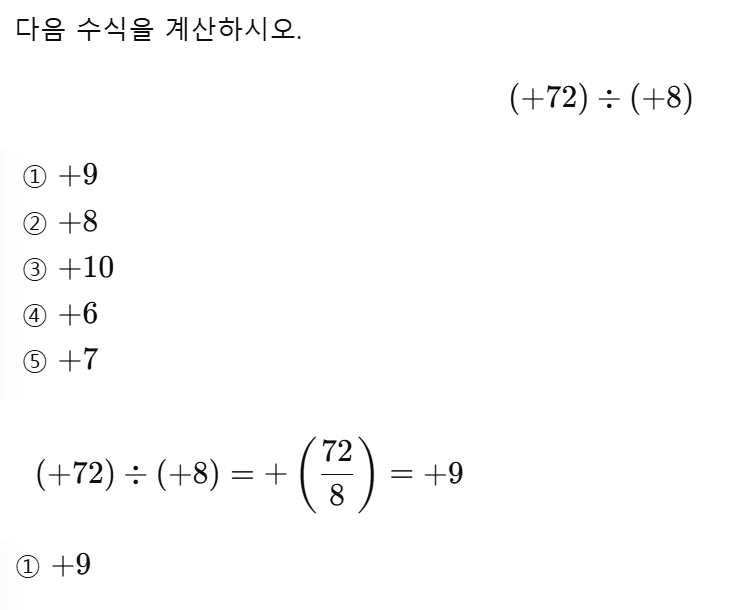 다음 수식을 계산하시오.
(+72) ÷ (+8)
① +9
② +8
③ +10
④ +6
⑤ +7
(+72) ÷ (+8) = + (72/8) = +9
① +9